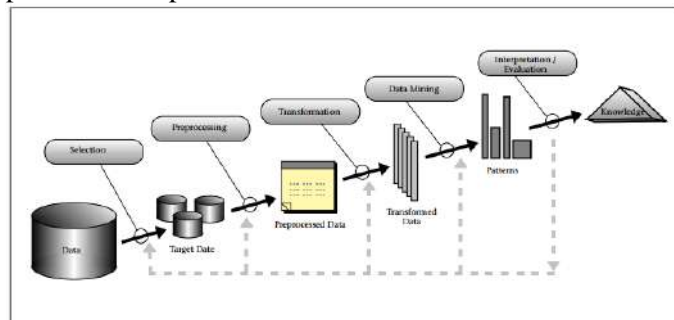 Interpretation /
Evaluation
Data Mining
Transformation
Preprocessing
Selection
Knowledge
Patterns
Transformed
Data
Preprocessed Data
Target Date
Data